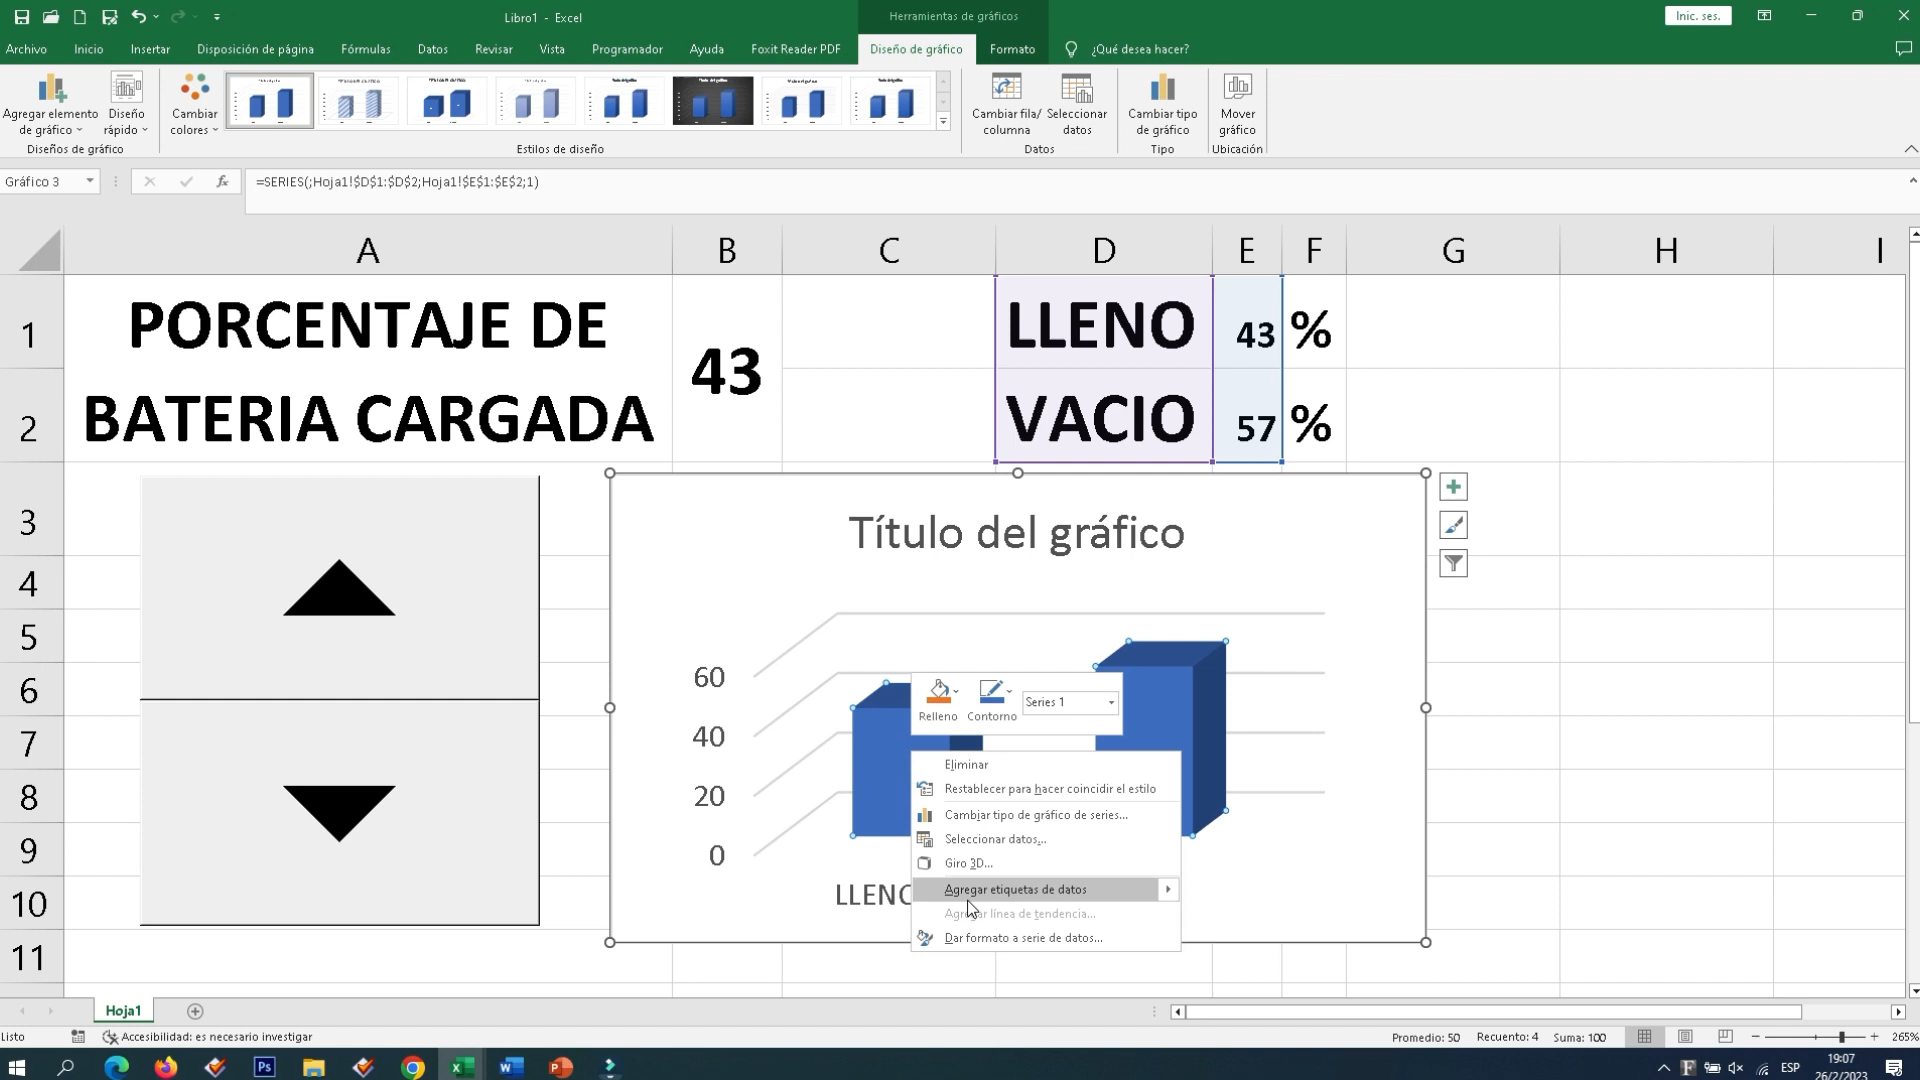 Libro1 - Excel
Herramientas de gráficos
Inic. ses.
Archivo Inicio Insertar Disposición de página Fórmulas Datos Revisar Vista Programador Ayuda Foxit Reader PDF Diseño de gráfico Formato ¿Qué desea hacer?
Agregar elemento de gráfico
Diseño rápido
Cambiar colores
Cambiar fila/ columna
Seleccionar datos
Cambiar tipo de gráfico
Mover gráfico
Diseños de gráfico Estilos de diseño Datos Tipo Ubicación
Gráfico 3 fx =SERIES(;Hoja1!$D$1:$D$2;Hoja1!$E$1:$E$2;1)
A B C D E F G H I
1 PORCENTAJE DE LLENO 43 %
43
2 BATERIA CARGADA VACIO 57 %
3
Título del gráfico
4
5
6
7
8
9
10
11
60
40
20
0
LLENO
Relleno Contorno Series 1
Eliminar
Restablecer para hacer coincidir el estilo
Cambiar tipo de gráfico de series...
Seleccionar datos...
Giro 3D...
Agregar etiquetas de datos
Agregar línea de tendencia...
Dar formato a serie de datos...
Hoja1
Listo Accesibilidad: es necesario investigar Promedio: 50 Recuento: 4 Suma: 100 265%
Ps
ESP
19:07
26/2/2023